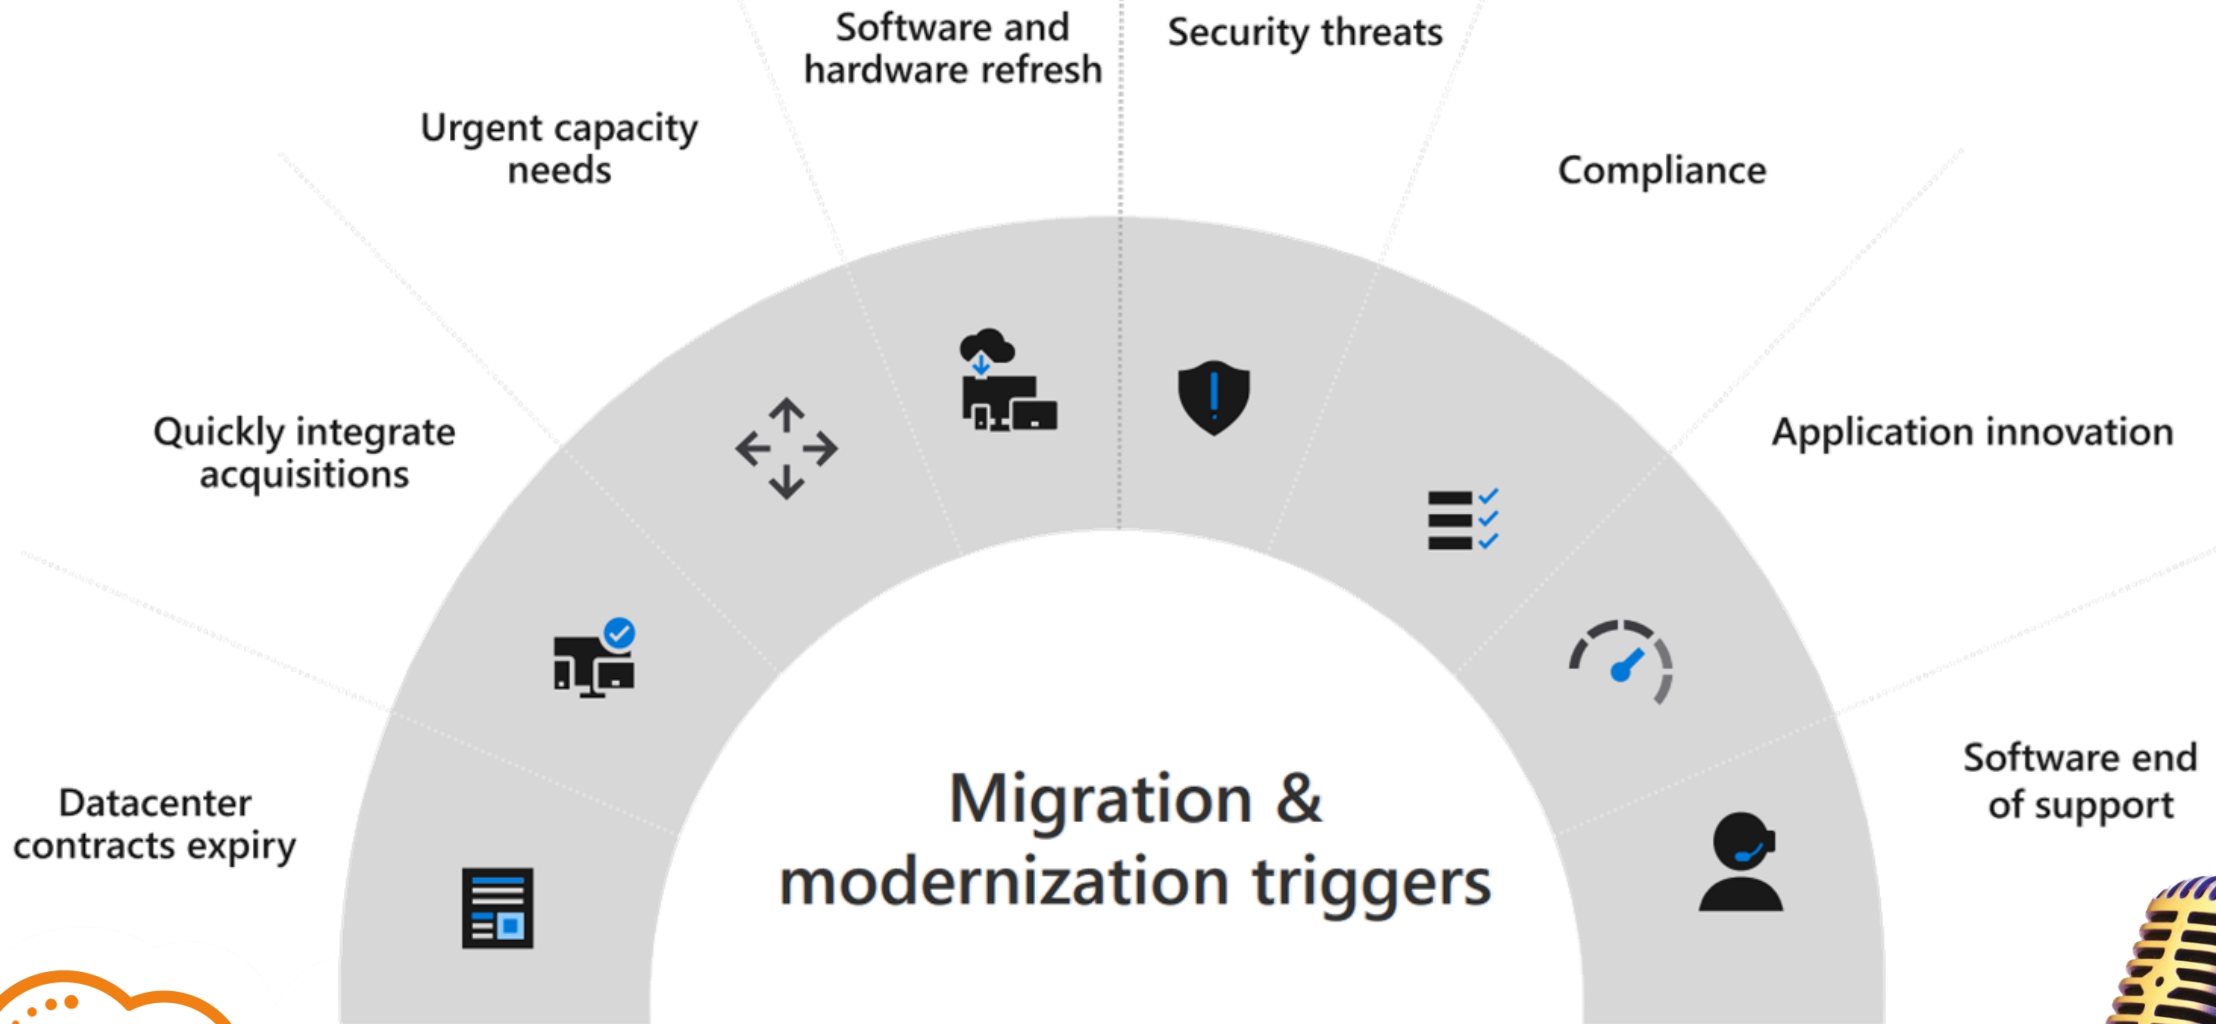 Software and
hardware refresh
Security threats
Urgent capacity
needs
Compliance
Quickly integrate
acquisitions
Application innovation
Datacenter
contracts expiry
Software end
of support
Migration &
modernization triggers